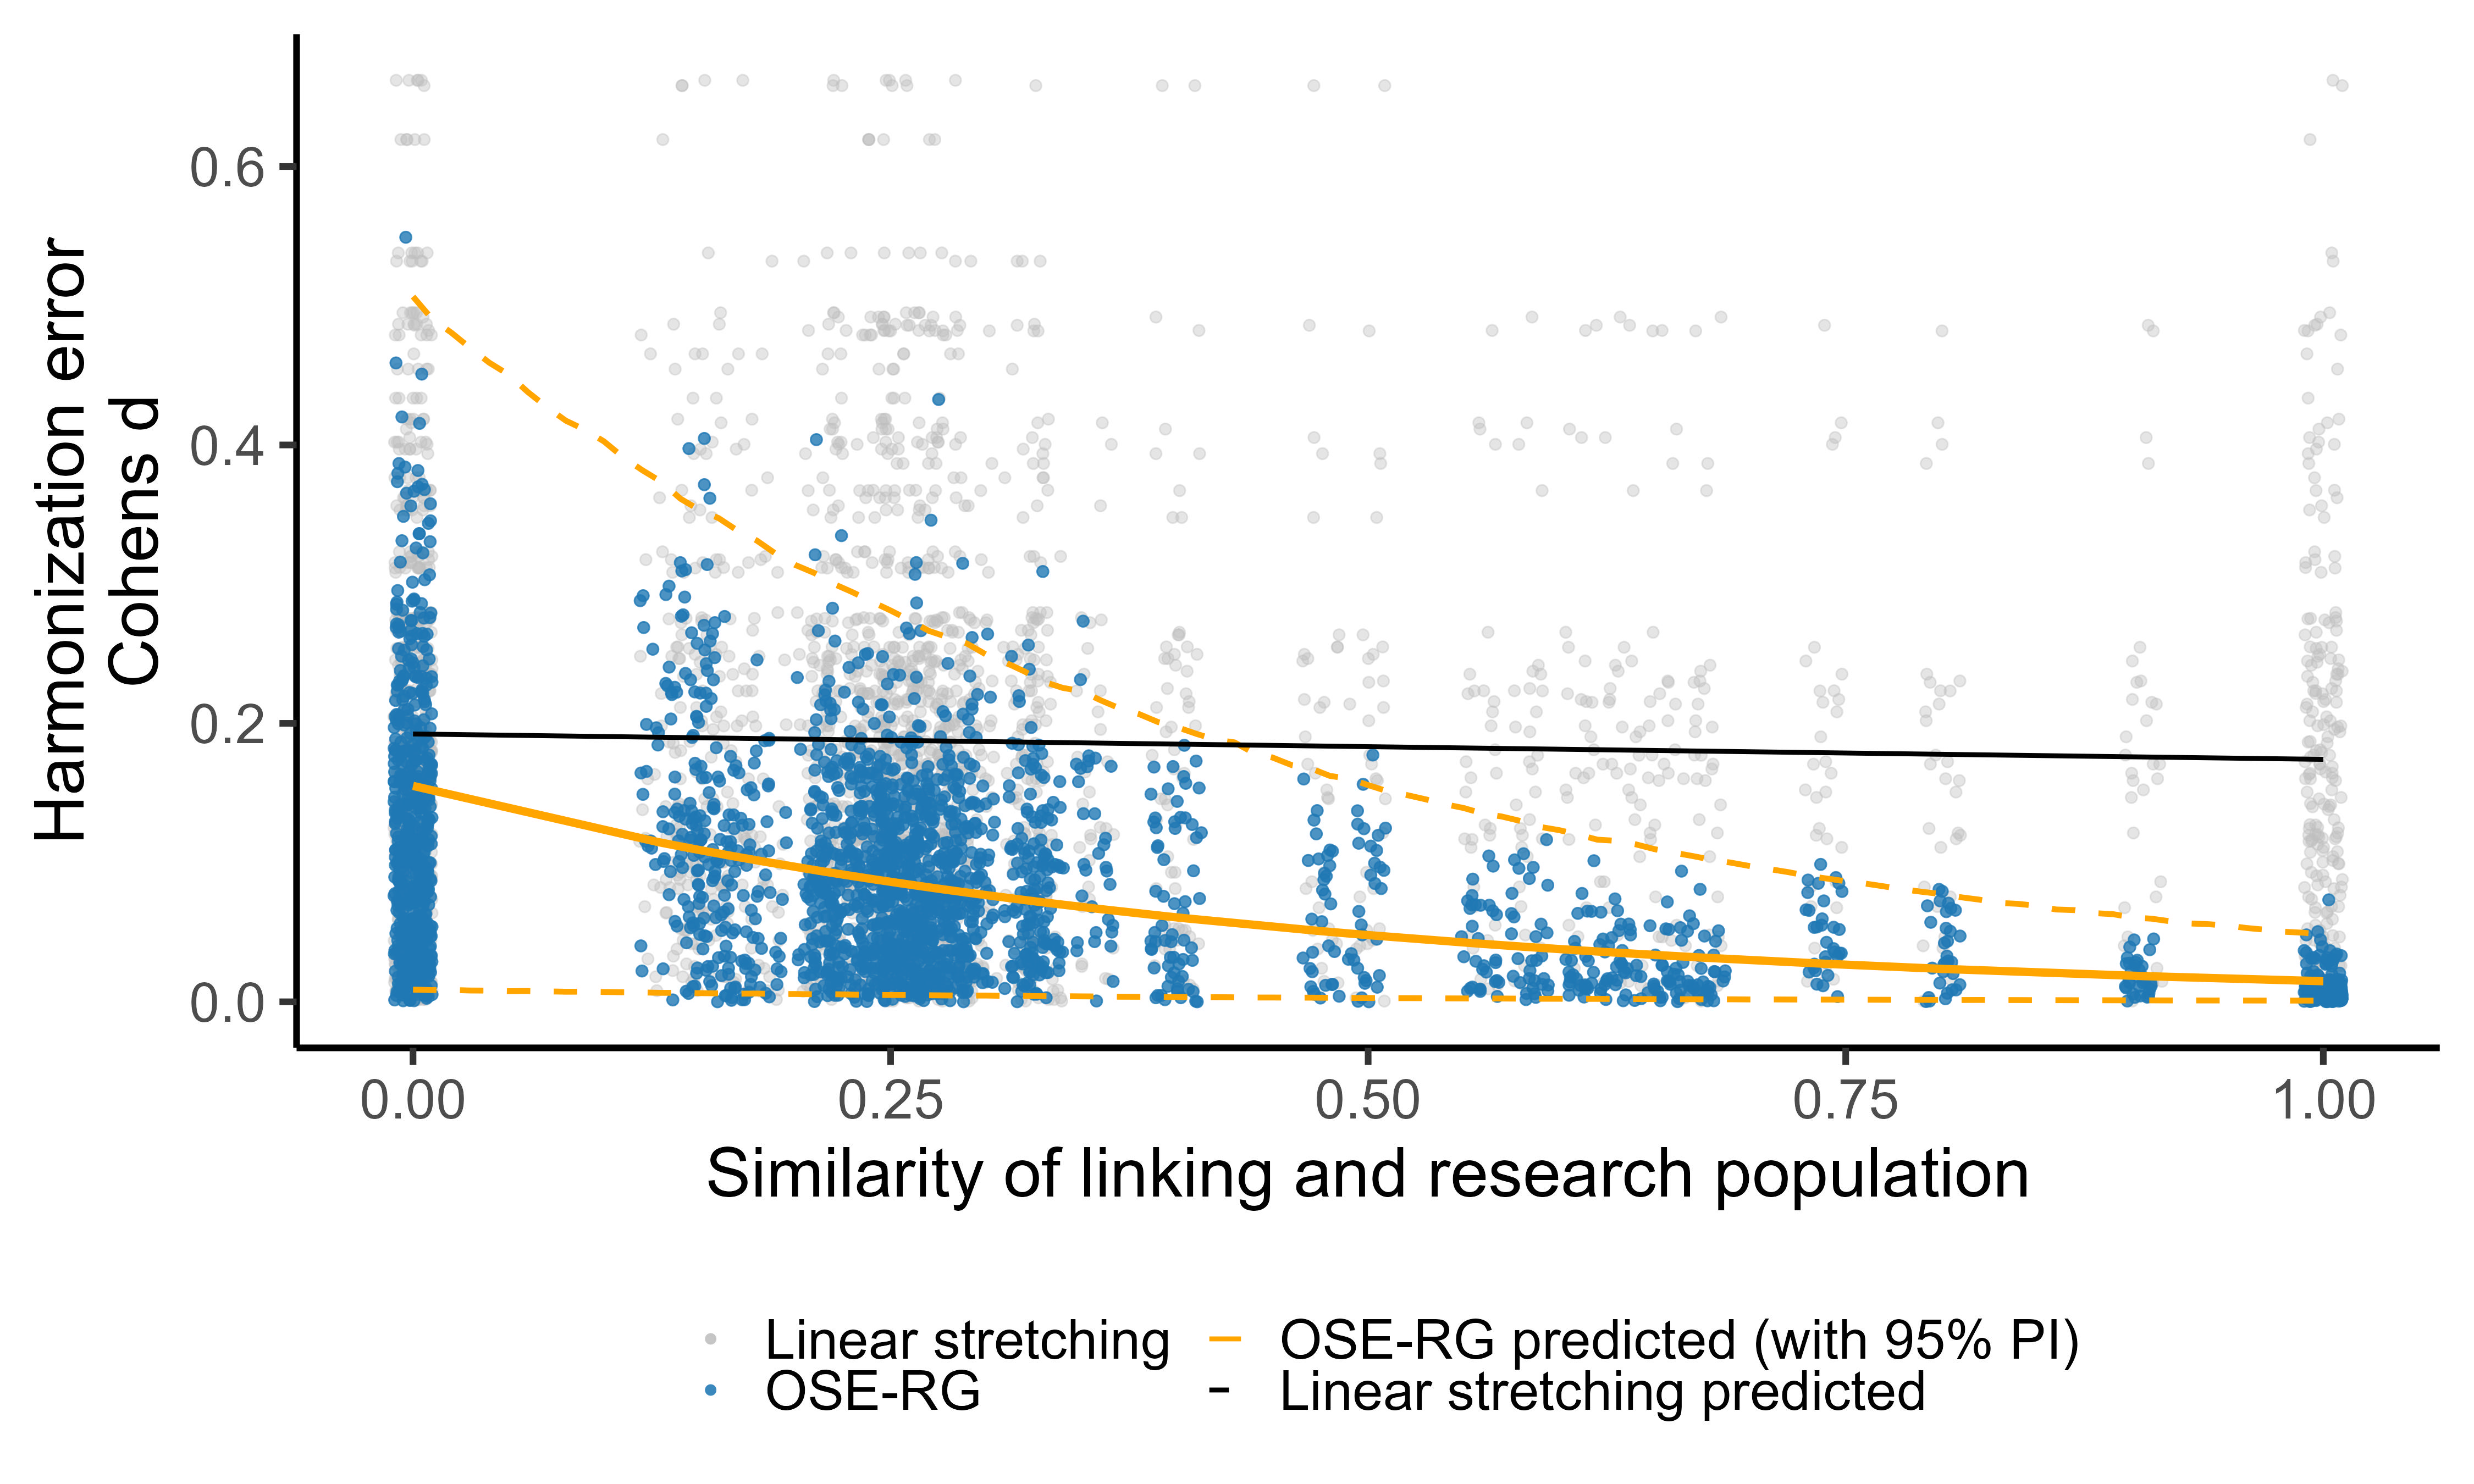 Harmonization error
Cohens d
0.6
0.4
0.2
0.0
0.00 0.25 0.50 0.75 1.00
Similarity of linking and research population
Linear stretching
OSE-RG
OSE-RG predicted (with 95% PI)
Linear stretching predicted